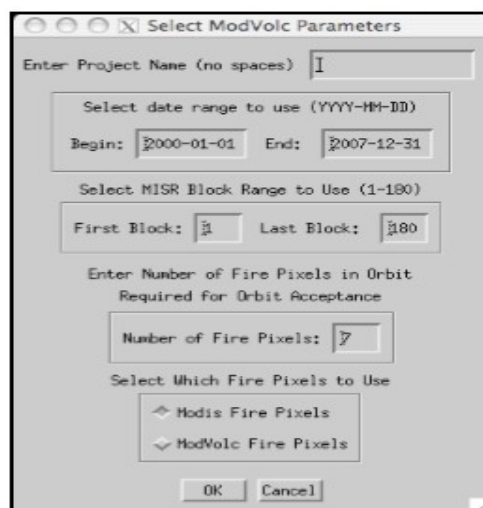 Select ModVolc Parameters
Enter Project Name (no spaces)
Select date range to use (YYYY-MM-DD)
Begin: 2000-01-01 End: 2007-12-31
Select MISR Block Range to Use (1-180)
First Block: 1 Last Block: 180
Enter Number of Fire Pixels in Orbit
Required for Orbit Acceptance
Number of Fire Pixels: 7
Select Which Fire Pixels to Use
Modis Fire Pixels
ModVolc Fire Pixels
OK Cancel